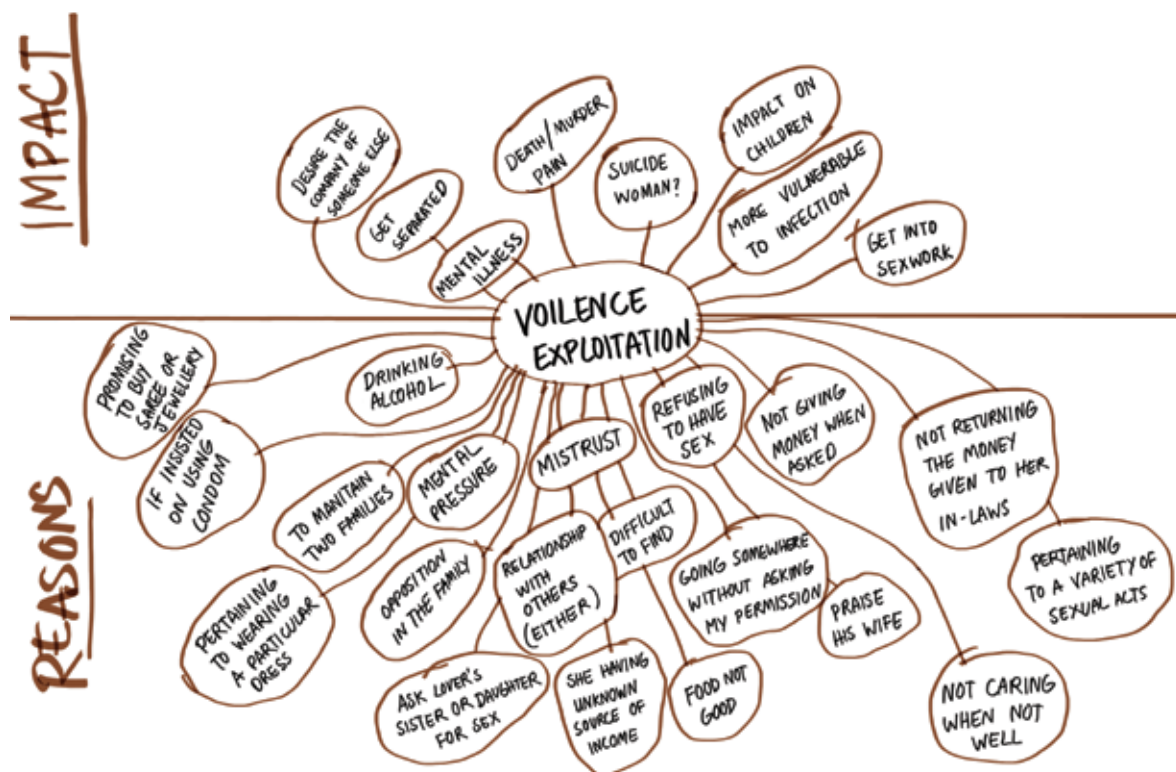 IMPACT
DESIRE THE
COMPANY OF
SOMEONE ELSE
GET
SEPARATED
MENTAL
ILLNESS
DEATH/MURDER
PAIN
SUICIDE
WOMAN?
IMPACT ON
CHILDREN
MORE VULNERABLE
TO INFECTION
GET INTO
SEXWORK
VOILENCE
EXPLOITATION
REASONS
PROMISING
TO BUY
SAREE OR
JEWELLERY
IF INSISTED
ON USING
CONDOM
DRINKING
ALCOHOL
TO MANITAIN
TWO FAMILIES
MENTAL
PRESSURE
PERTAINING
TO WEARING
A PARTICULAR
DRESS
OPPOSITION
IN THE FAMILY
ASK LOVER'S
SISTER OR DAUGHTER
FOR SEX
MISTRUST
RELATIONSHIP
WITH
OTHERS
(EITHER)
SHE HAVING
UNKNOWN
SOURCE OF
INCOME
DIFFICULT
TO FIND
FOOD NOT
GOOD
REFUSING
TO HAVE
SEX
GOING SOMEWHERE
WITHOUT ASKING
MY PERMISSION
PRAISE
HIS WIFE
NOT GIVING
MONEY WHEN
ASKED
NOT RETURNING
THE MONEY
GIVEN TO HER
IN-LAWS
PERTAINING
TO A VARIETY OF
SEXUAL ACTS
NOT CARING
WHEN NOT
WELL